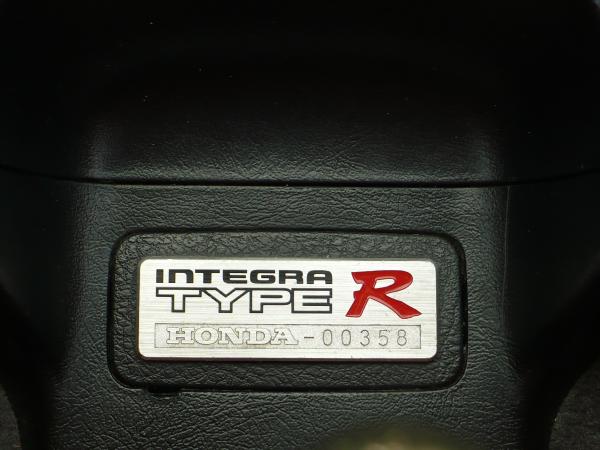 INTEGRA
TYPE R
HONDA-00358